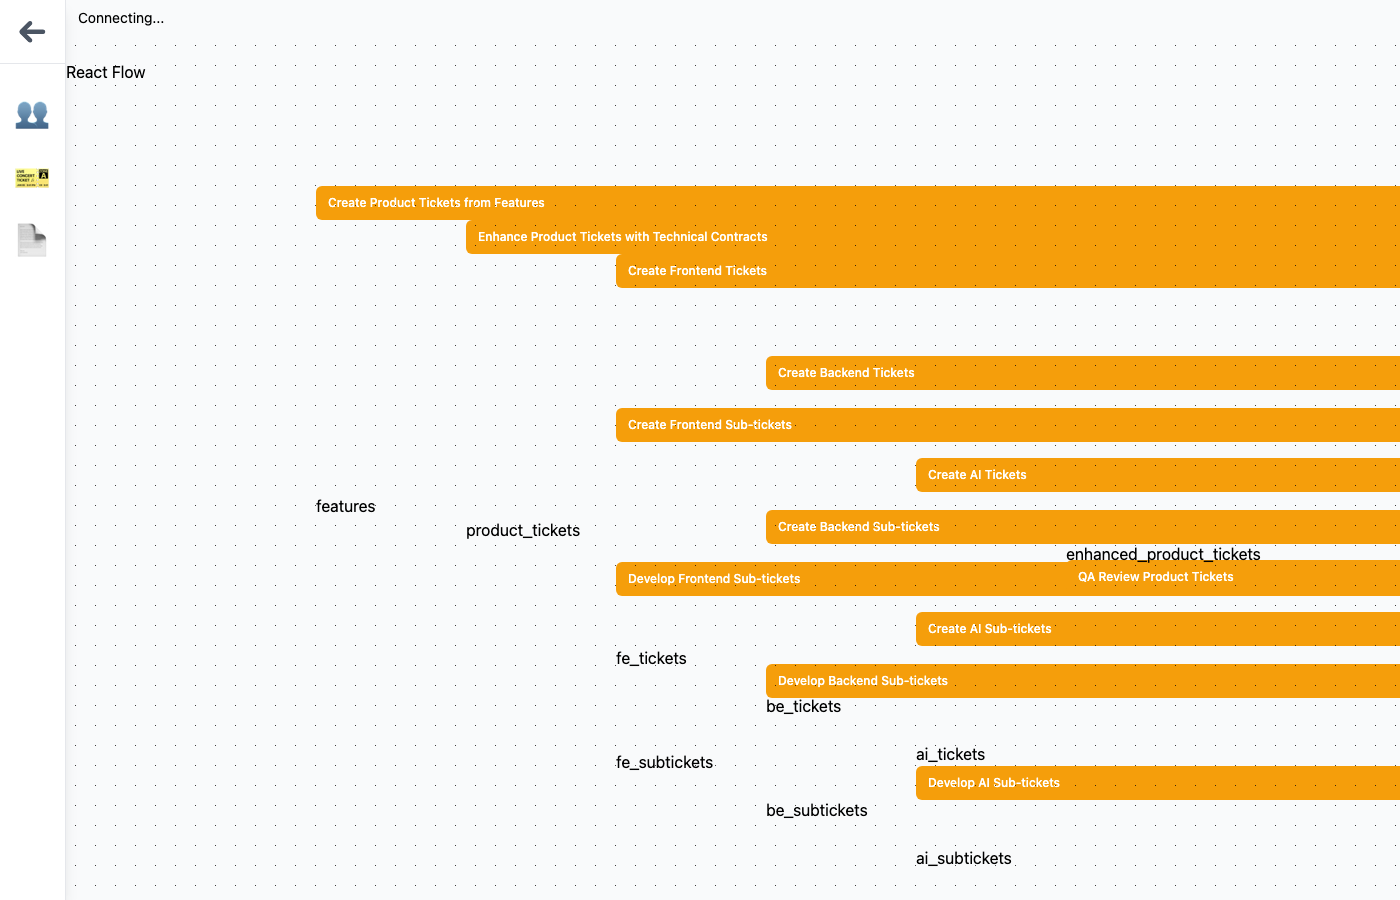 Connecting...
React Flow
Create Product Tickets from Features
Enhance Product Tickets with Technical Contracts
Create Frontend Tickets
Create Backend Tickets
Create Frontend Sub-tickets
Create AI Tickets
features
product_tickets
Create Backend Sub-tickets
enhanced_product_tickets
Develop Frontend Sub-tickets
QA Review Product Tickets
Create AI Sub-tickets
fe_tickets
Develop Backend Sub-tickets
be_tickets
ai_tickets
fe_subtickets
Develop AI Sub-tickets
be_subtickets
ai_subtickets